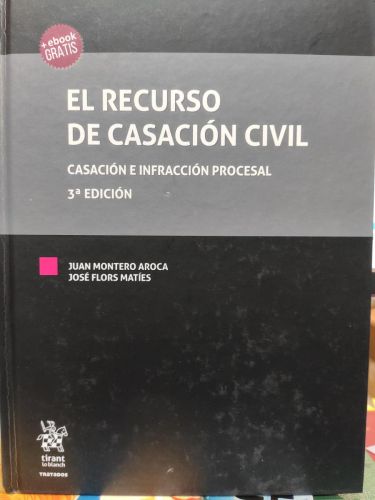 + ebook
GRATIS
EL RECURSO
DE CASACIÓN CIVIL
CASACIÓN E INFRACCIÓN PROCESAL
3ª EDICIÓN
JUAN MONTERO AROCA
JOSÉ FLORS MATÍES
tirant
lo blanch
TRATADOS